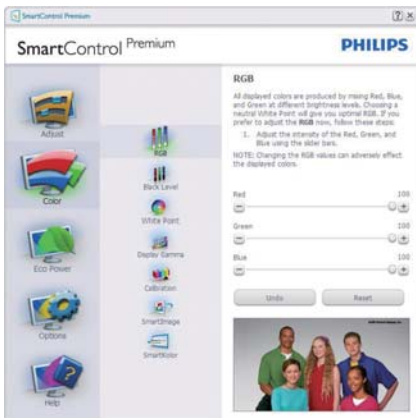 SmartControl Premium
SmartControl Premium
PHILIPS
Adjust
Color
Eco Power
Options
Help
RGB
Black Level
White Point
Display Gamma
Calibration
SmartImage
SmartKolor
RGB
All displayed colors are produced by mixing Red, Blue,
and Green at different brightness levels. Choosing a
neutral White Point will give you optimal RGB. If you
prefer to adjust the RGB now, follow these steps:
1. Adjust the intensity of the Red, Green, and
Blue using the slider bars.
NOTE: Changing the RGB values can adversely effect
the displayed colors.
Red 100
Green 100
Blue 100
Undo Reset